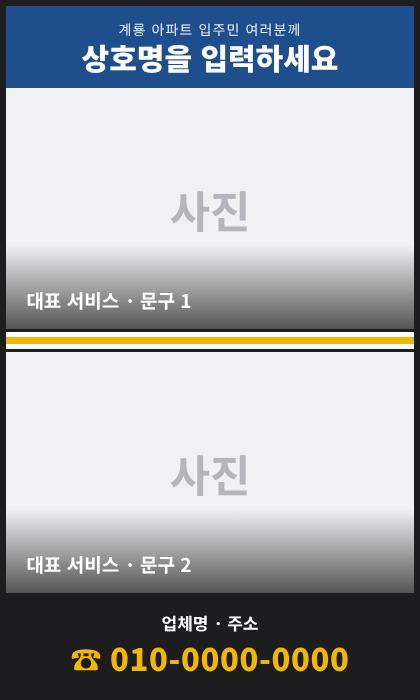 계룡 아파트 입주민 여러분께
상호명을 입력하세요
사진
대표 서비스 · 문구 1
사진
대표 서비스 · 문구 2
업체명 · 주소
☎ 010-0000-0000